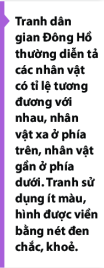 Tranh dân
gian Đông Hồ
thường diễn tả
các nhân vật
có tỉ lệ tương
đương với
nhau, nhân
vật xa ở phía
trên, nhân vật
gần ở phía
dưới. Tranh sử
dụng ít màu,
hình được viền
bằng nét đen
chắc, khoẻ.